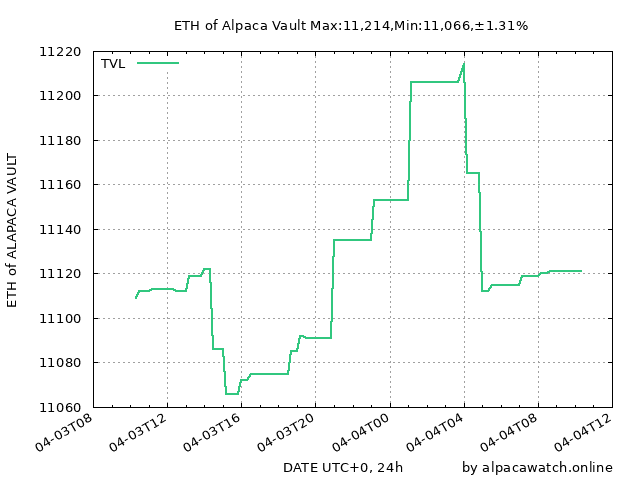 ETH of Alpaca Vault Max:11,214,Min:11,066,±1.31%
TVL
ETH of ALAPACA VAULT
11220
11200
11180
11160
11140
11120
11100
11080
11060
04-03T08
04-03T12
04-03T16
04-03T20
04-04T00
04-04T04
04-04T08
04-04T12
DATE UTC+0, 24h
by alpacawatch.online